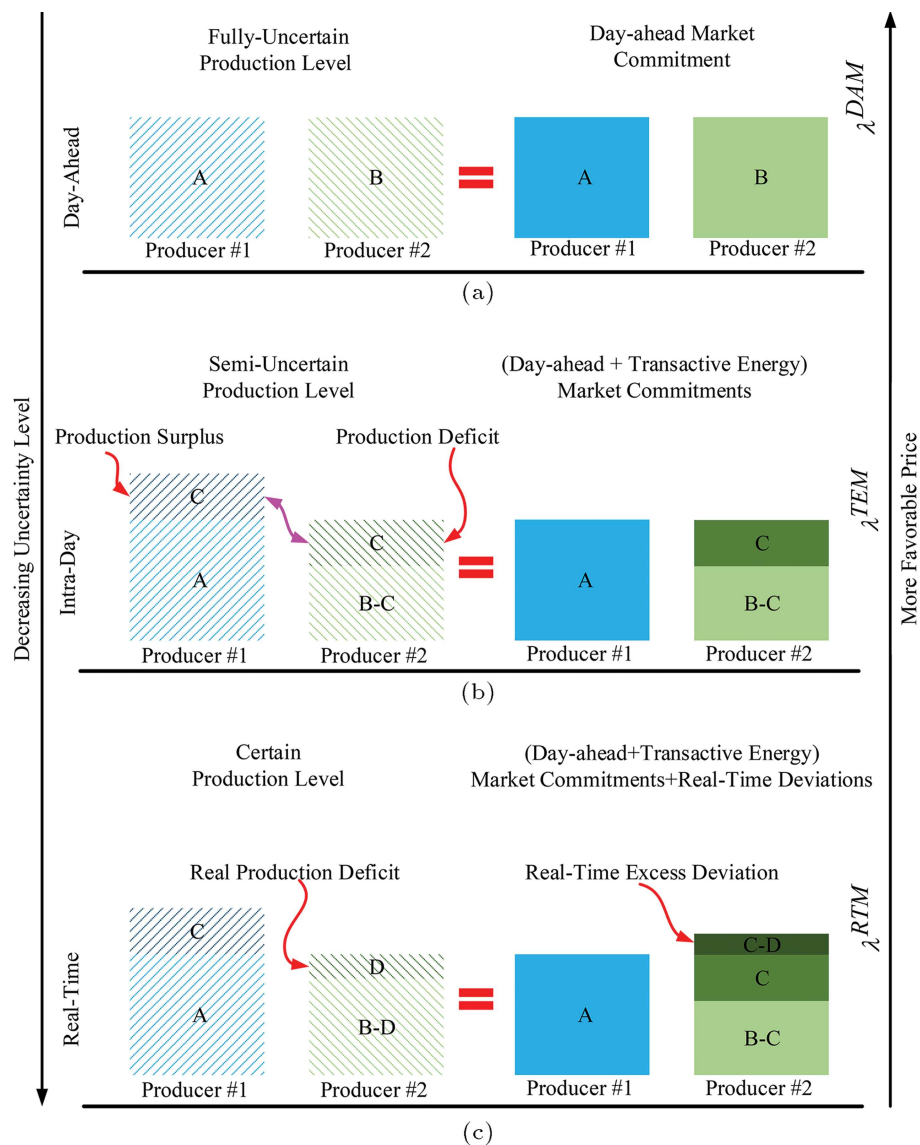 Fully-Uncertain
Production Level
Day-ahead Market
Commitment
λ^DAM
Day-Ahead
A
B
A
B
Producer #1
Producer #2
Producer #1
Producer #2
(a)
Decreasing Uncertainty Level
More Favorable Price
Semi-Uncertain
Production Level
(Day-ahead + Transactive Energy)
Market Commitments
Production Surplus
Production Deficit
λ^TEM
Intra-Day
C
A
C
B-C
A
C
B-C
Producer #1
Producer #2
Producer #1
Producer #2
(b)
Certain
Production Level
(Day-ahead+Transactive Energy)
Market Commitments+Real-Time Deviations
Real Production Deficit
Real-Time Excess Deviation
λ^RTM
Real-Time
C
A
D
B-D
A
C-D
C
B-C
Producer #1
Producer #2
Producer #1
Producer #2
(c)